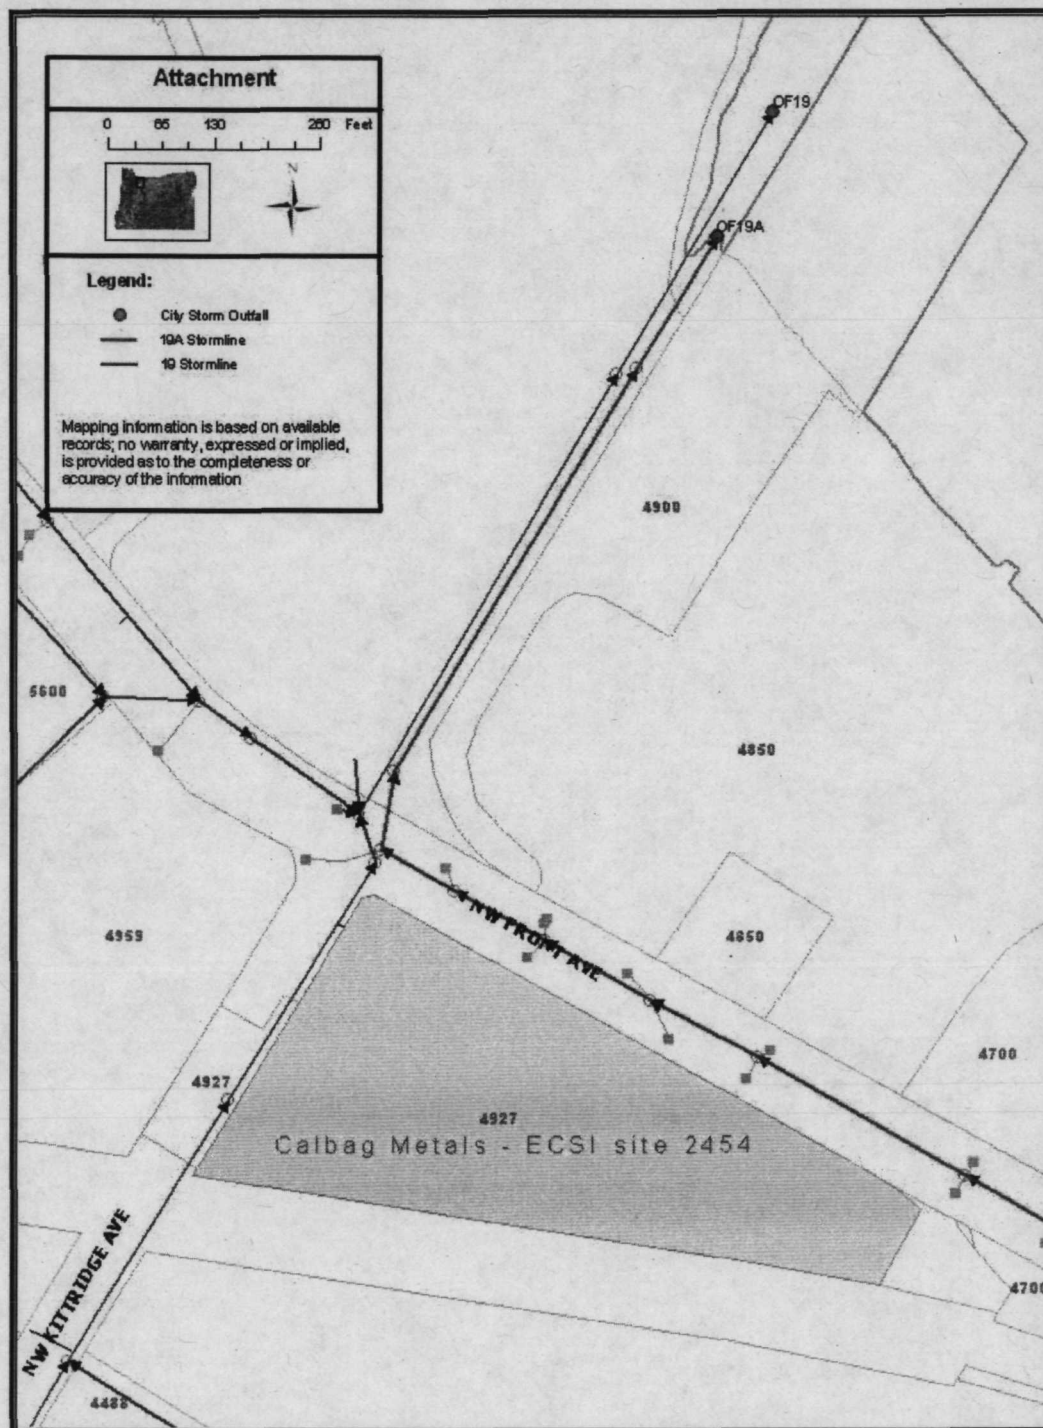 Attachment
0 65 130 260 Feet
N
Legend:
City Storm Outfall
19A Stormline
19 Stormline
Mapping information is based on available
records; no warranty, expressed or implied,
is provided as to the completeness or
accuracy of the information
OF19
OF19A
4900
5600
4850
4959
NW FRONT AVE
4650
4700
4927
4927
Calbag Metals - ECSI site 2454
NW KITTRIDGE AVE
4700
4488